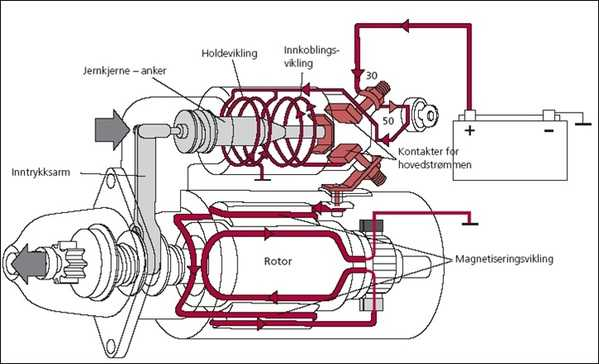 Holdevikling
Innkoblings-
vikling
Jernkjerne – anker
30
50
+
–
Kontakter for
hovedstrømmen
Inntrykksarm
Rotor
Magnetiseringsvikling